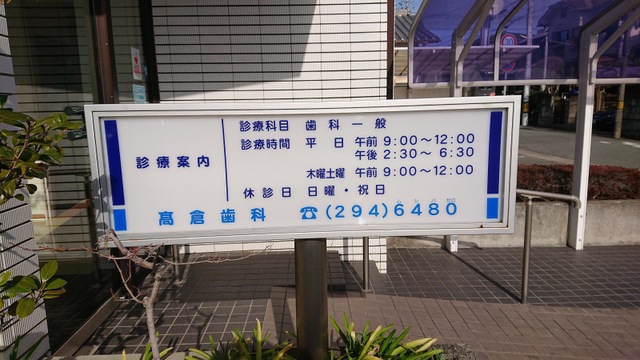 診療案内
診療科目 歯科一般
診療時間 平日 午前 9:00～12:00
午後 2:30～6:30
木曜土曜 午前 9:00～12:00
休診日 日曜・祝日
髙倉歯科 ☎(294)6480